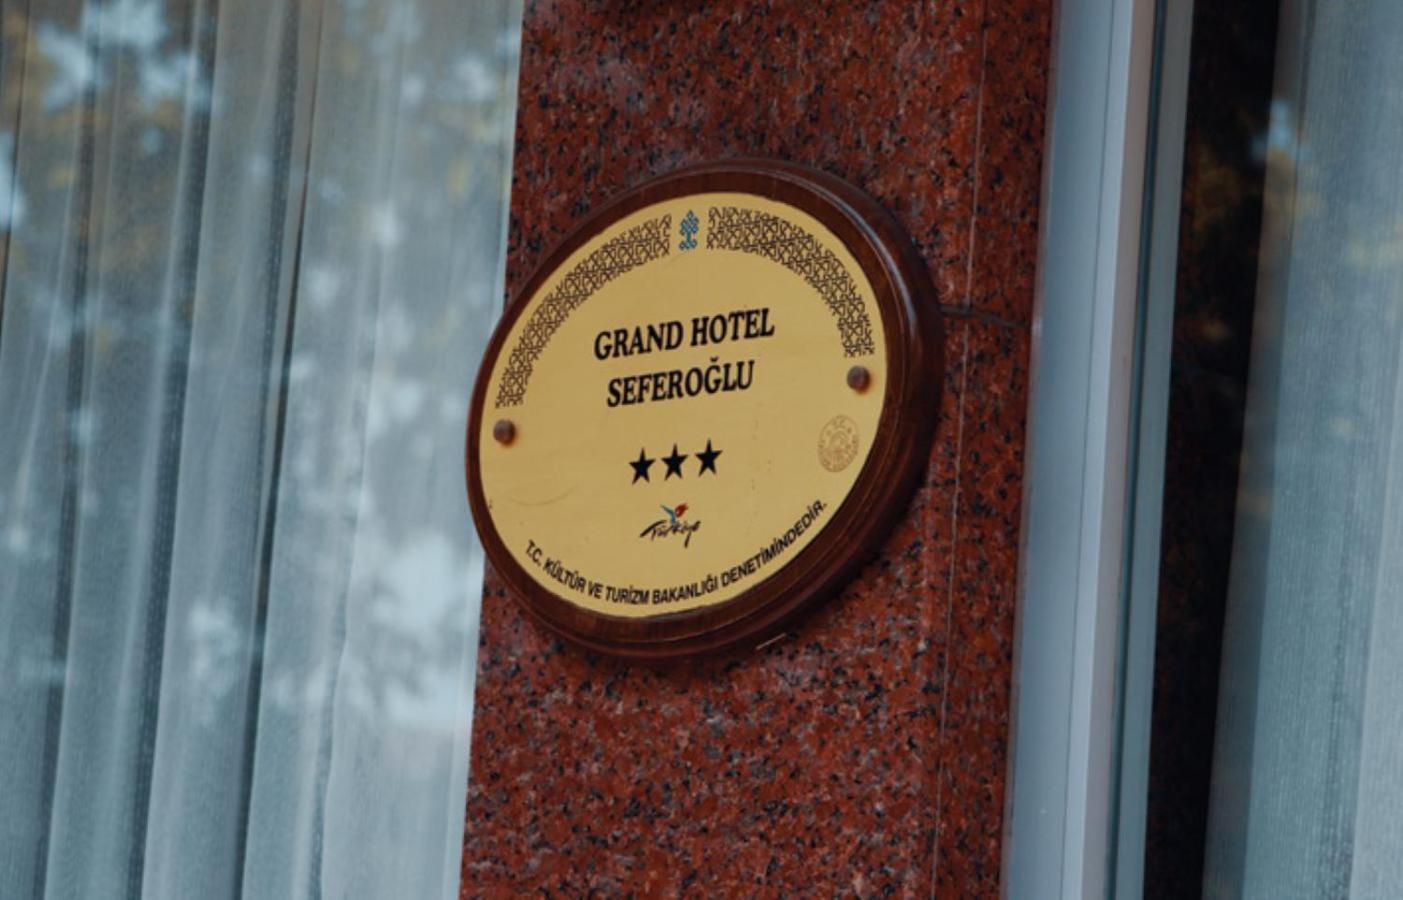 GRAND HOTEL
SEFEROĞLU
Türkiye
T.C. KÜLTÜR VE TURİZM BAKANLIĞI DENETİMİNDEDİR.